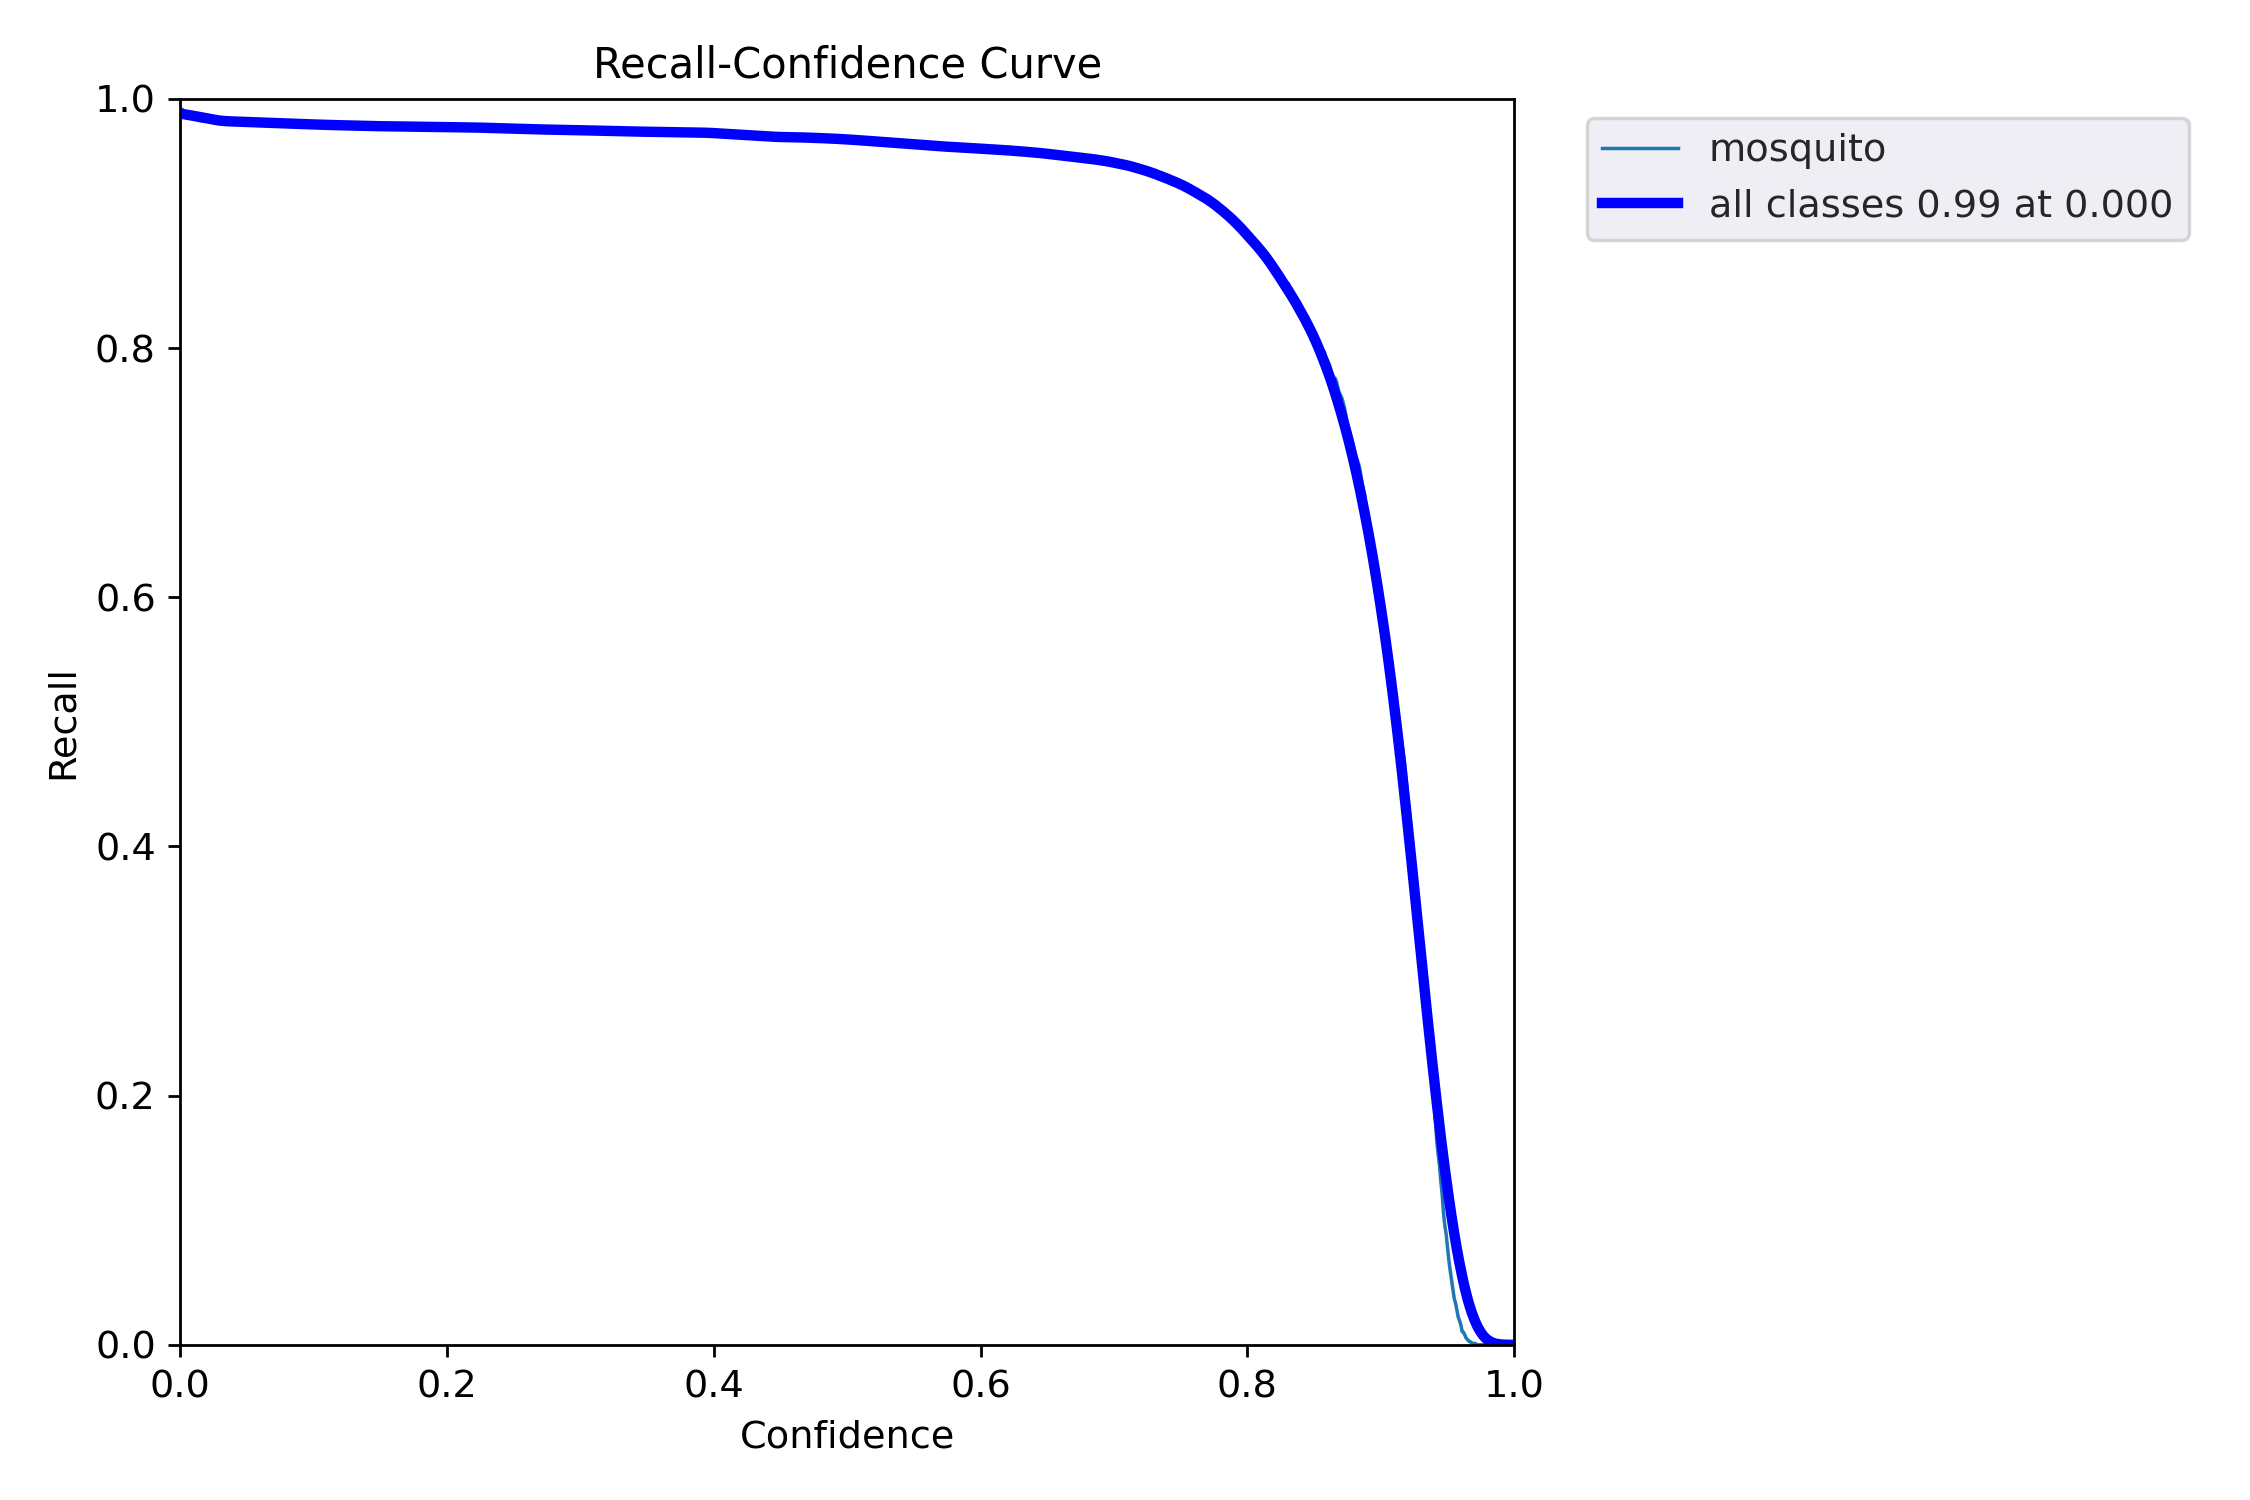 Recall-Confidence Curve
1.0
0.8
0.6
0.4
0.2
0.0
Recall
0.0 0.2 0.4 0.6 0.8 1.0
Confidence
mosquito
all classes 0.99 at 0.000